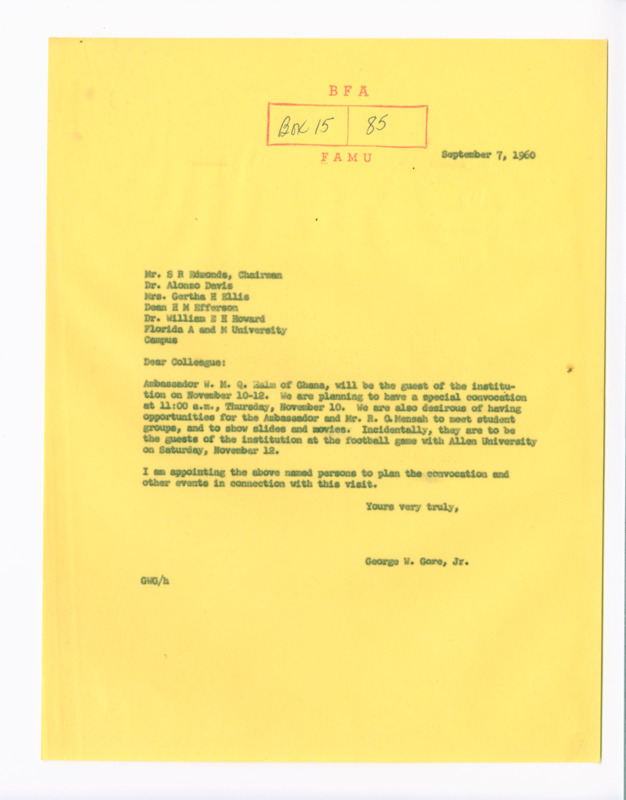 BFA
Box 15 85
FAMU
September 7, 1960
Mr. S R Edmonds, Chairman
Dr. Alonzo Davis
Mrs. Gertha H Ellis
Dean H M Efferson
Dr. William E H Howard
Florida A and M University
Campus
Dear Colleague:
Ambassador W. M. Q. Halm of Ghana, will be the guest of the institu-
tion on November 10-12. We are planning to have a special convocation
at 11:00 a.m., Thursday, November 10. We are also desirous of having
opportunities for the Ambassador and Mr. R. O. Mensah to meet student
groups, and to show slides and movies. Incidentally, they are to be
the guests of the institution at the football game with Allen University
on Saturday, November 12.
I am appointing the above named persons to plan the convocation and
other events in connection with this visit.
Yours very truly,
George W. Gore, Jr.
GWG/h